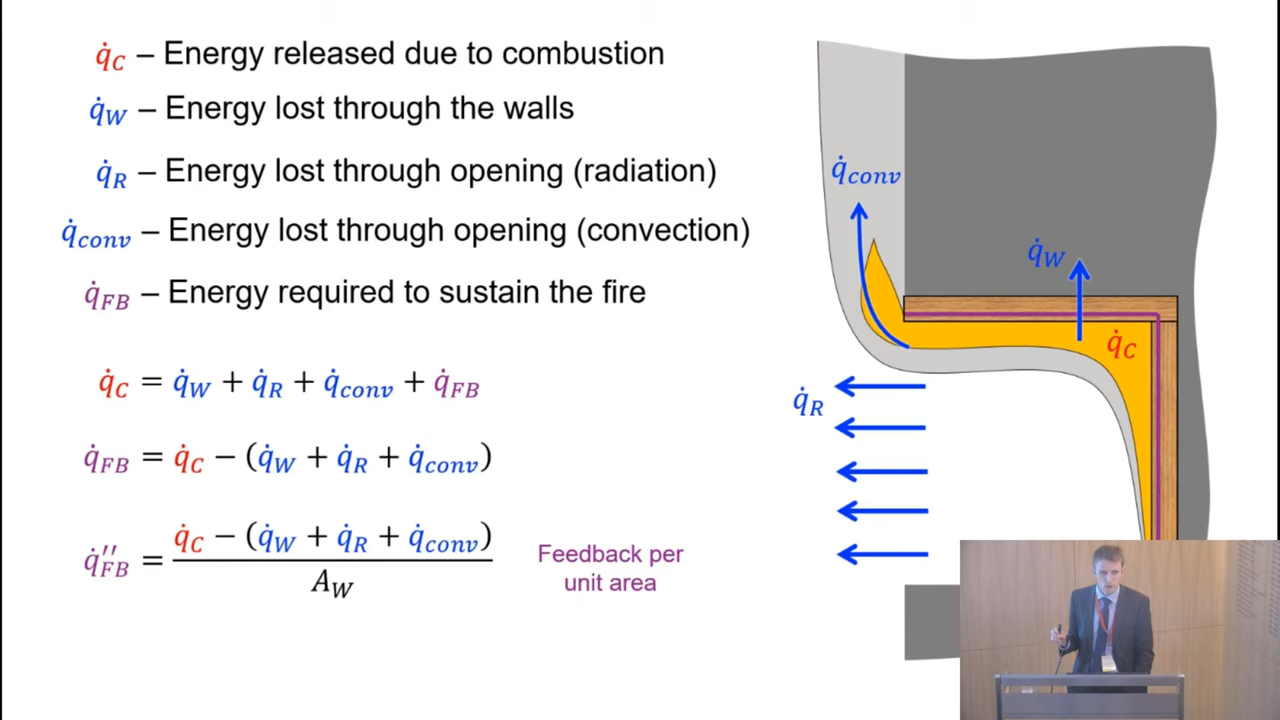 q̇_C – Energy released due to combustion
q̇_W – Energy lost through the walls
q̇_R – Energy lost through opening (radiation)
q̇_conv – Energy lost through opening (convection)
q̇_FB – Energy required to sustain the fire
q̇_C = q̇_W + q̇_R + q̇_conv + q̇_FB
q̇_FB = q̇_C − (q̇_W + q̇_R + q̇_conv)
q̇''_FB = (q̇_C − (q̇_W + q̇_R + q̇_conv)) / A_W
Feedback per
unit area
q̇_conv
q̇_W
q̇_C
q̇_R